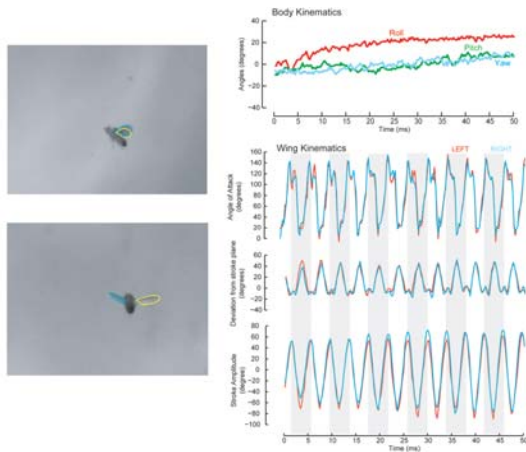 Body Kinematics
Angles (degrees)
40
20
0
−20
−40
Roll
Pitch
Yaw
0 5 10 15 20 25 30 35 40 45 50
Time (ms)
Wing Kinematics
LEFT RIGHT
Angle of Attack
(degrees)
160
140
120
100
80
60
40
20
0
Deviation from stroke plane
(degrees)
60
40
20
0
−20
−40
Stroke Amplitude
(degree)
80
60
40
20
0
−20
−40
−60
−80
−100
0 5 10 15 20 25 30 35 40 45 50
Time (ms)